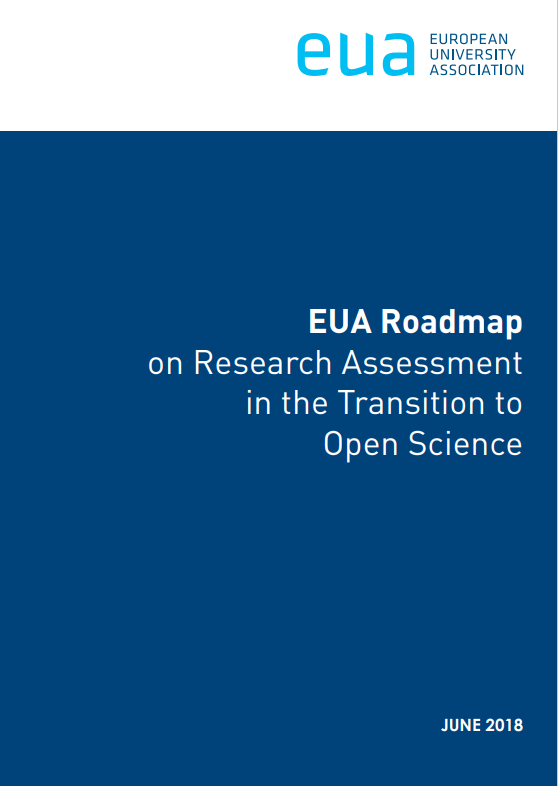 eua
EUROPEAN
UNIVERSITY
ASSOCIATION
EUA Roadmap
on Research Assessment
in the Transition to
Open Science
JUNE 2018